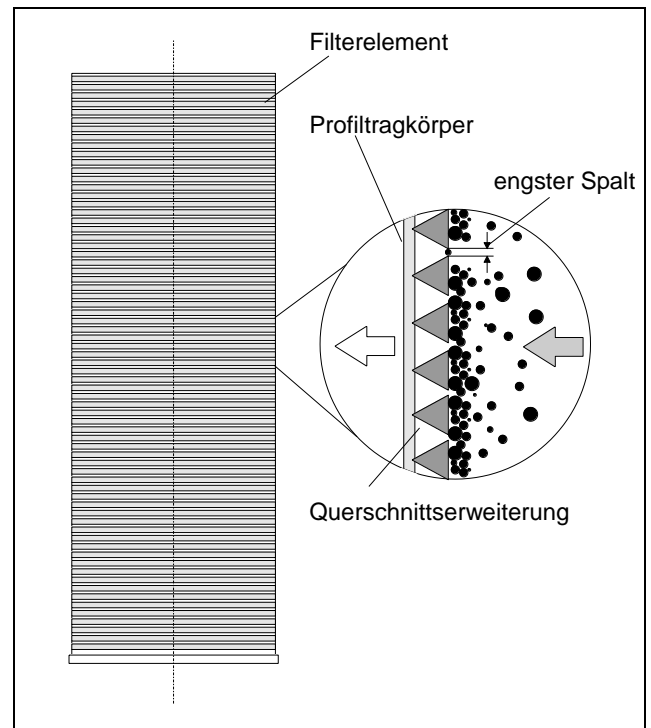 Filterelement
Profiltragkörper
engster Spalt
Querschnittserweiterung